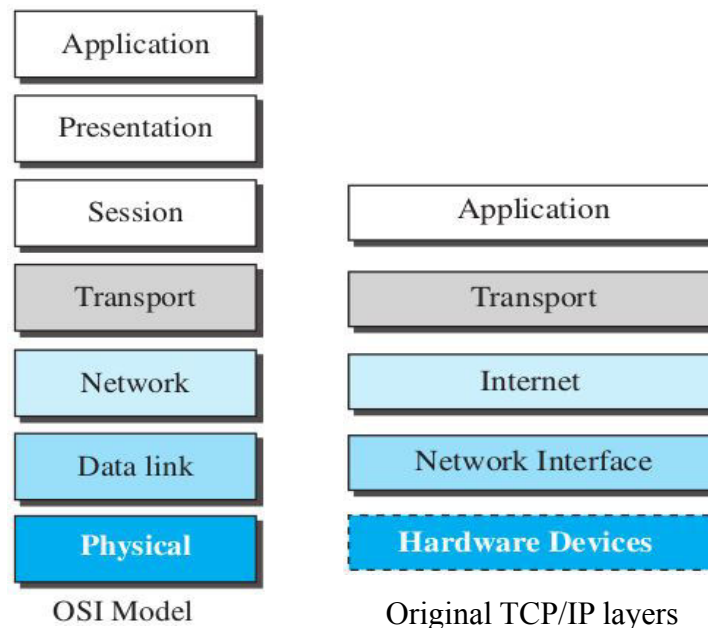 Application
Presentation
Session
Transport
Network
Data link
Physical
OSI Model
Application
Transport
Internet
Network Interface
Hardware Devices
Original TCP/IP layers